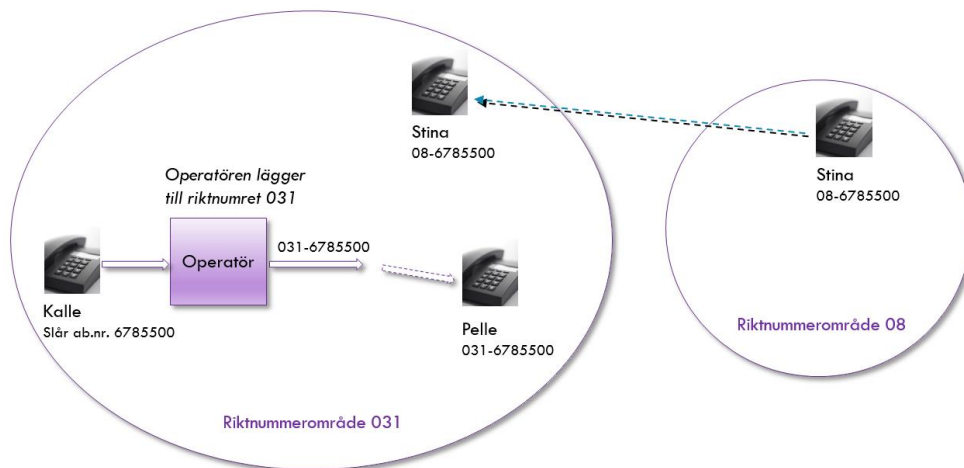 Stina
08-6785500
Stina
08-6785500
Operatören lägger
till riktnumret 031
031-6785500
Operatör
Kalle
Slår ab.nr. 6785500
Pelle
031-6785500
Riktnummerområde 08
Riktnummerområde 031